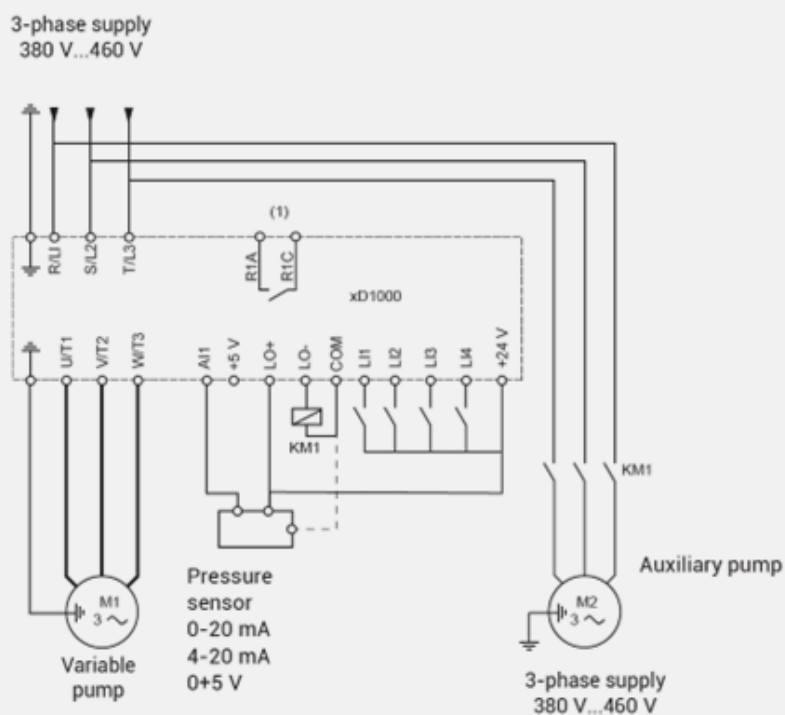 3-phase supply
380 V...460 V
(1)
R/LI
S/L2
T/L3
R1A
R1C
xD1000
U/T1
V/T2
W/T3
AI1
+5 V
LO+
LO-
COM
LI1
LI2
LI3
LI4
+24 V
KM1
KM1
M1
3
Variable
pump
Pressure
sensor
0-20 mA
4-20 mA
0+5 V
Auxiliary pump
M2
3
3-phase supply
380 V...460 V